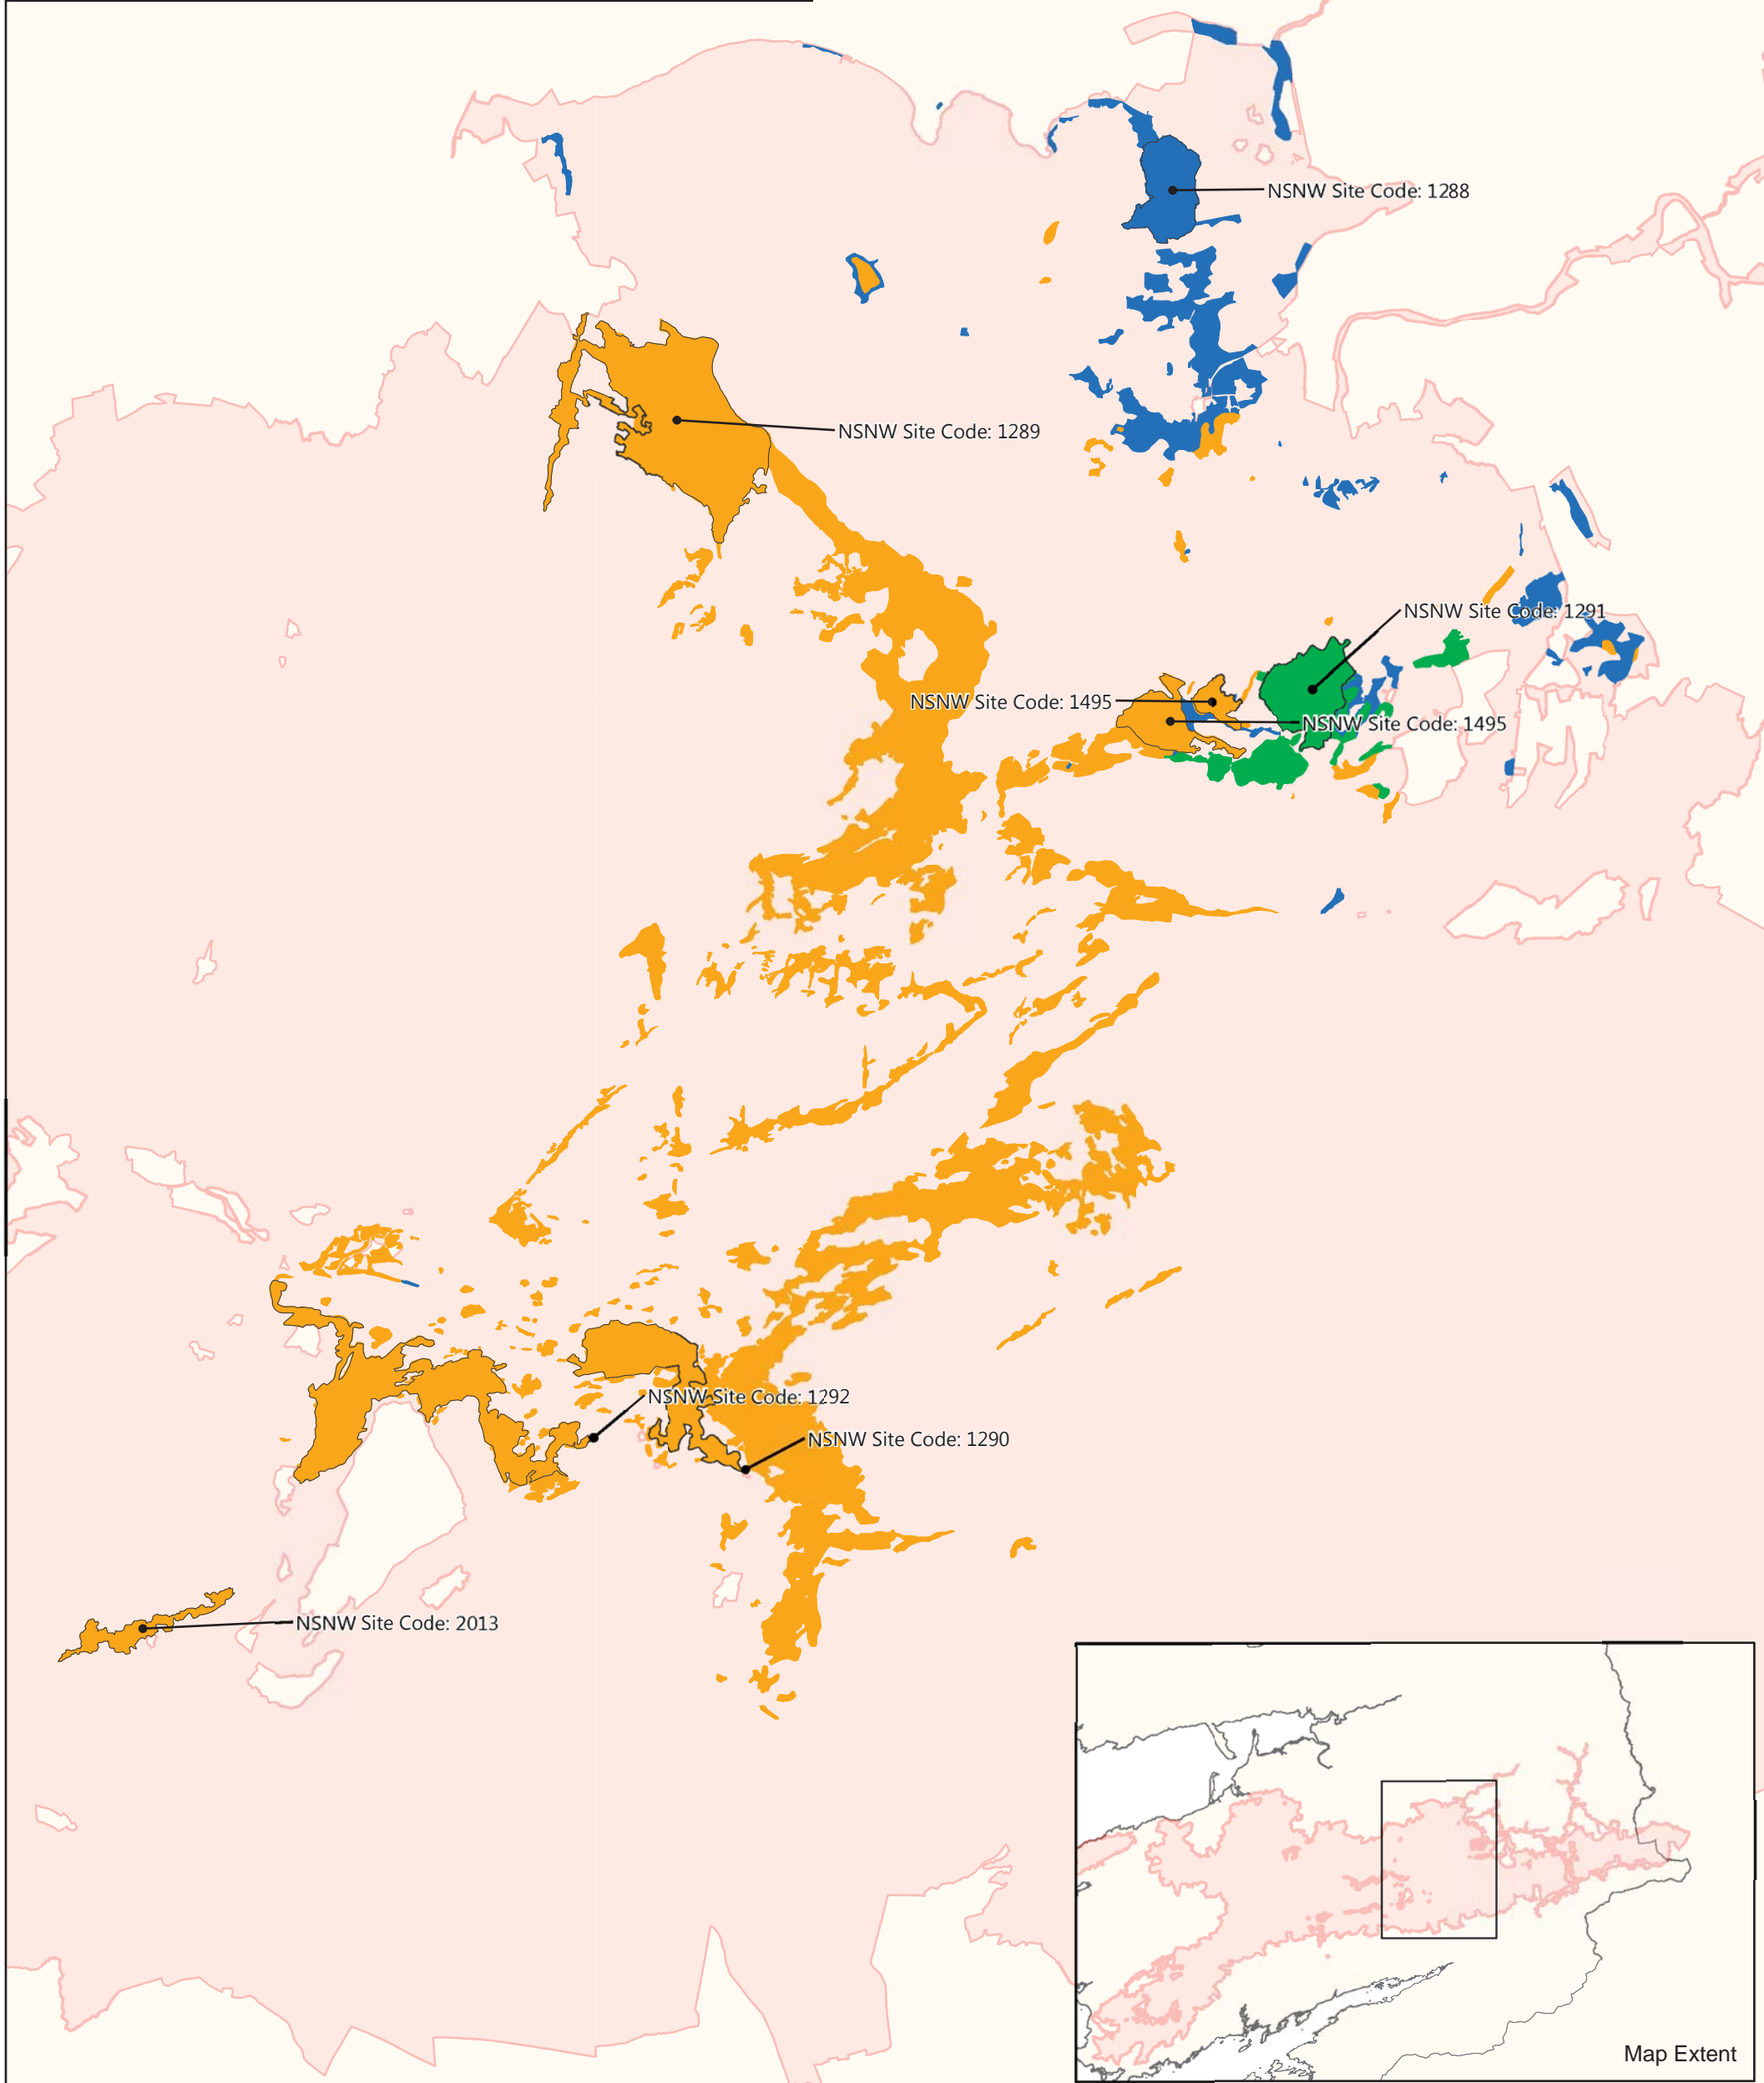 NSNW Site Code: 1288
NSNW Site Code: 1289
NSNW Site Code: 1291
NSNW Site Code: 1495
NSNW Site Code: 1495
NSNW Site Code: 1292
NSNW Site Code: 1290
NSNW Site Code: 2013
Map Extent